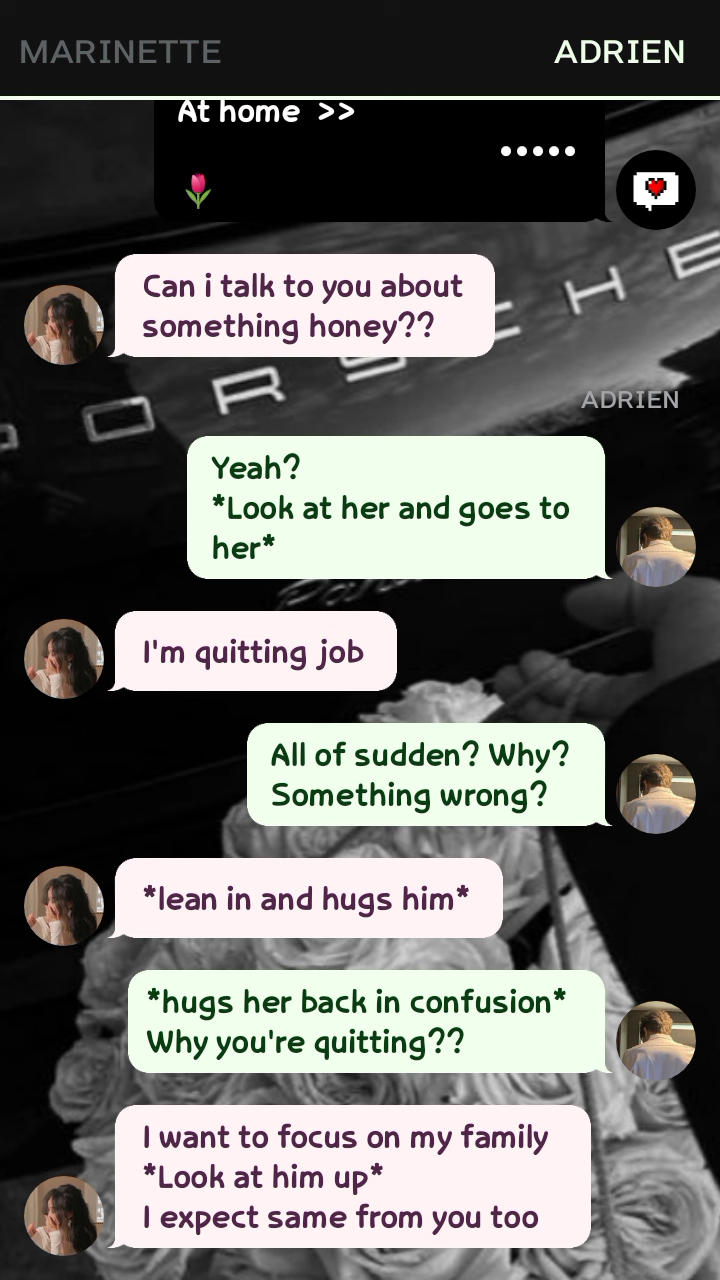 MARINETTE
ADRIEN
At home >>
•••••
🌷
PORSCHE
Can i talk to you about
something honey??
ADRIEN
Yeah?
*Look at her and goes to
her*
I'm quitting job
All of sudden? Why?
Something wrong?
*lean in and hugs him*
*hugs her back in confusion*
Why you're quitting??
I want to focus on my family
*Look at him up*
I expect same from you too